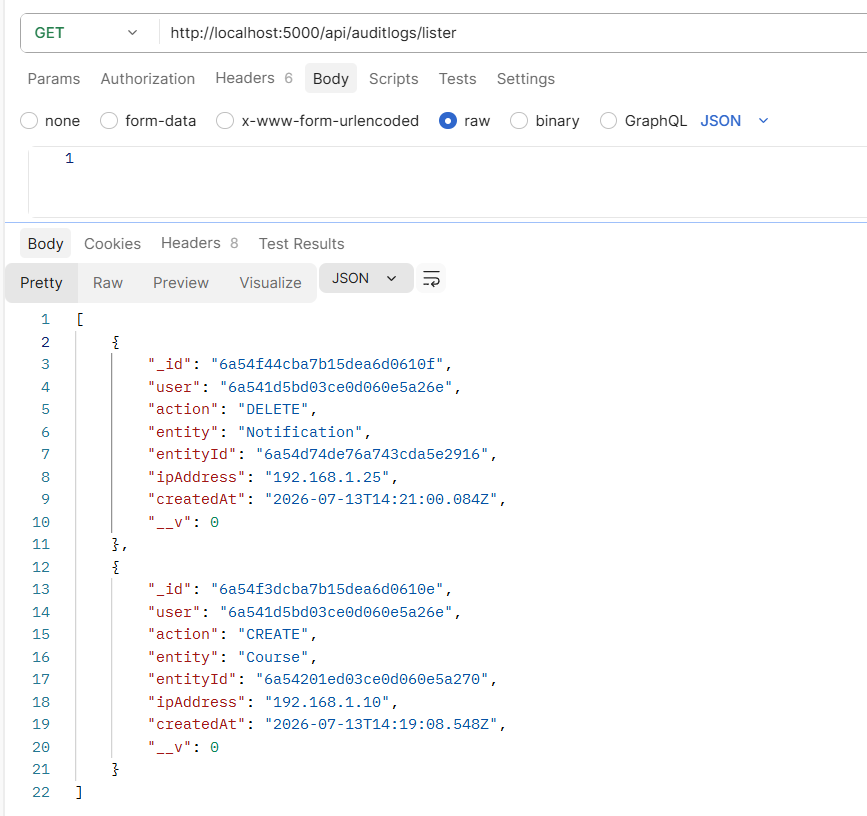 GET http://localhost:5000/api/auditlogs/lister
Params Authorization Headers 6 Body Scripts Tests Settings
none form-data x-www-form-urlencoded raw binary GraphQL JSON
1
Body Cookies Headers 8 Test Results
Pretty Raw Preview Visualize JSON
1 [
2 {
3 "_id": "6a54f44cba7b15dea6d0610f",
4 "user": "6a541d5bd03ce0d060e5a26e",
5 "action": "DELETE",
6 "entity": "Notification",
7 "entityId": "6a54d74de76a743cda5e2916",
8 "ipAddress": "192.168.1.25",
9 "createdAt": "2026-07-13T14:21:00.084Z",
10 "__v": 0
11 },
12 {
13 "_id": "6a54f3dcba7b15dea6d0610e",
14 "user": "6a541d5bd03ce0d060e5a26e",
15 "action": "CREATE",
16 "entity": "Course",
17 "entityId": "6a54201ed03ce0d060e5a270",
18 "ipAddress": "192.168.1.10",
19 "createdAt": "2026-07-13T14:19:08.548Z",
20 "__v": 0
21 }
22 ]